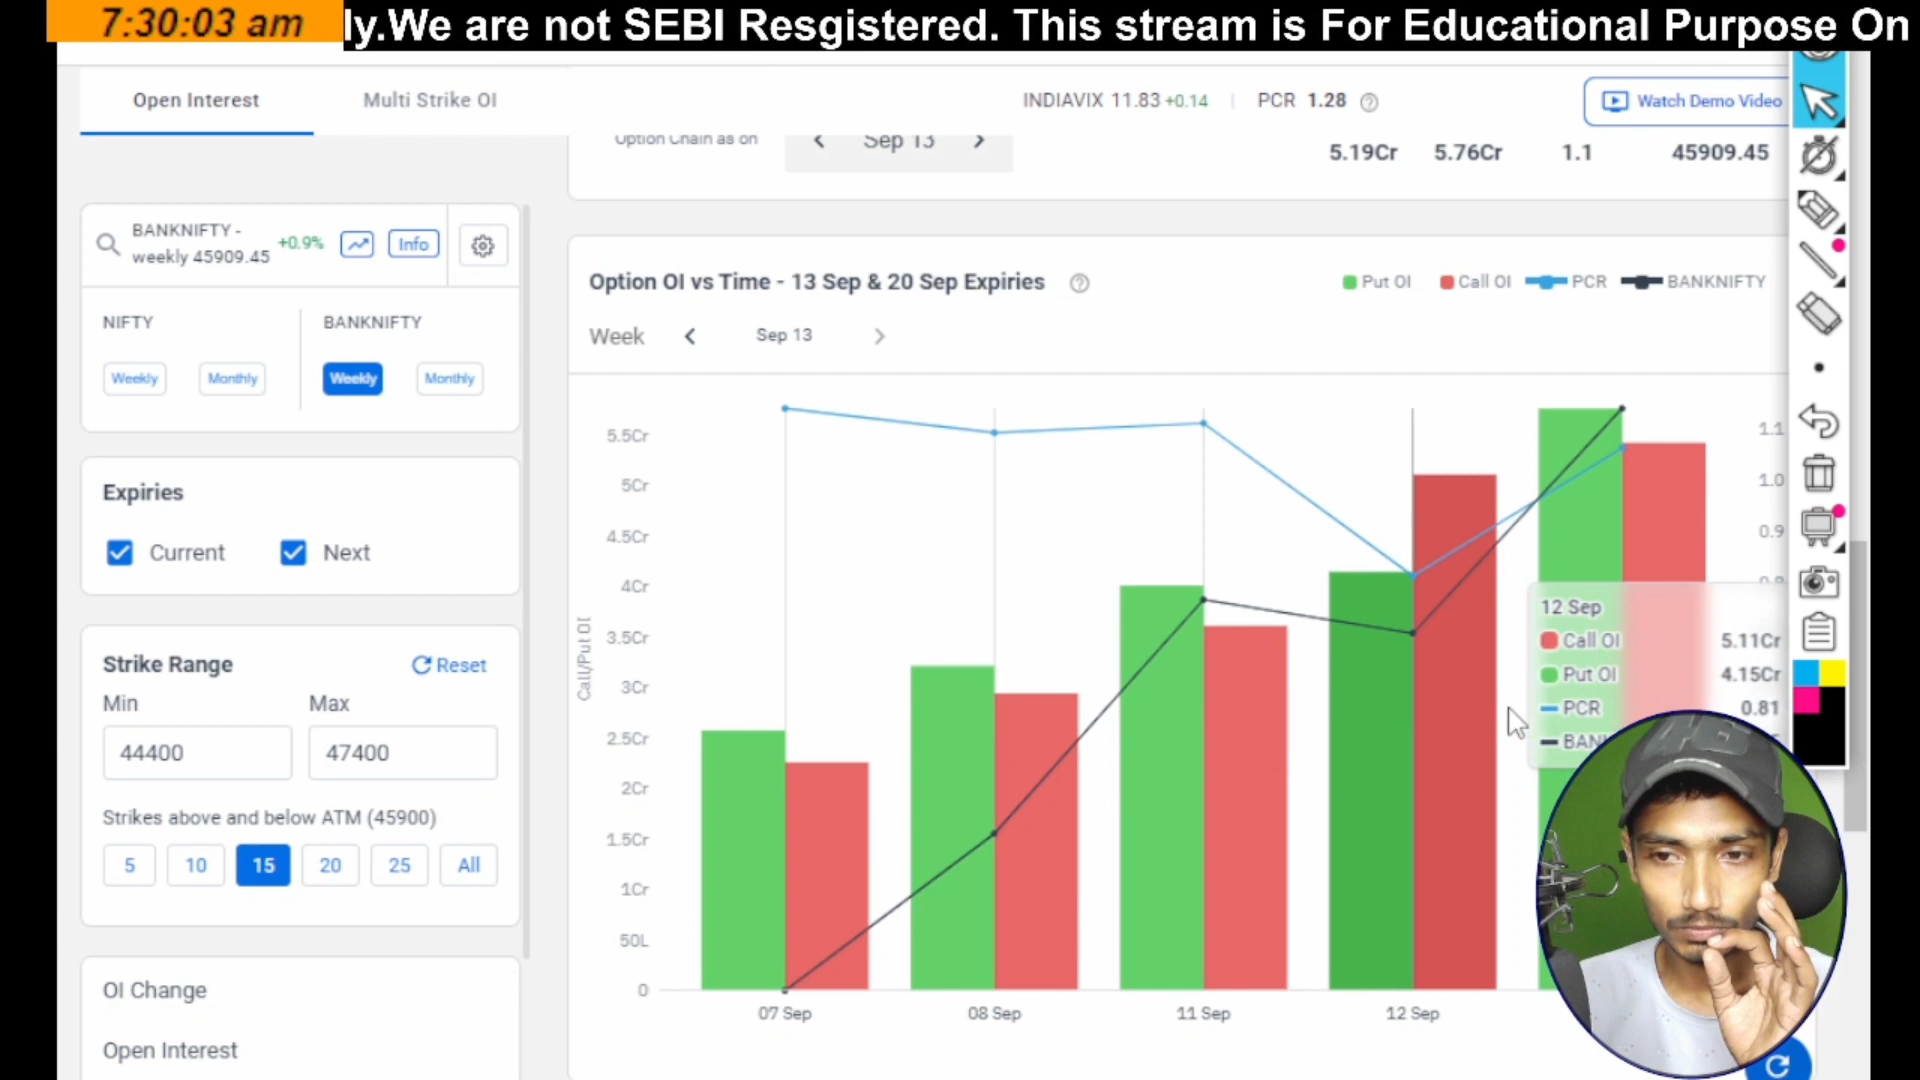 7:30:03 am
ly.We are not SEBI Resgistered. This stream is For Educational Purpose On
Open Interest
Multi Strike OI
INDIAVIX 11.83 +0.14
PCR 1.28
Watch Demo Video
Option Chain as on
Sep 13
5.19Cr
5.76Cr
1.1
45909.45
BANKNIFTY -
weekly 45909.45
+0.9%
Info
NIFTY
BANKNIFTY
Weekly
Monthly
Weekly
Monthly
Expiries
Current
Next
Strike Range
Reset
Min
Max
44400
47400
Strikes above and below ATM (45900)
5
10
15
20
25
All
OI Change
Open Interest
Option OI vs Time - 13 Sep & 20 Sep Expiries
Put OI
Call OI
PCR
BANKNIFTY
Week
Sep 13
5.5Cr
5Cr
4.5Cr
4Cr
3.5Cr
3Cr
2.5Cr
2Cr
1.5Cr
1Cr
50L
0
Call/Put OI
1.1
1.0
0.9
12 Sep
Call OI 5.11Cr
Put OI 4.15Cr
PCR 0.81
07 Sep
08 Sep
11 Sep
12 Sep